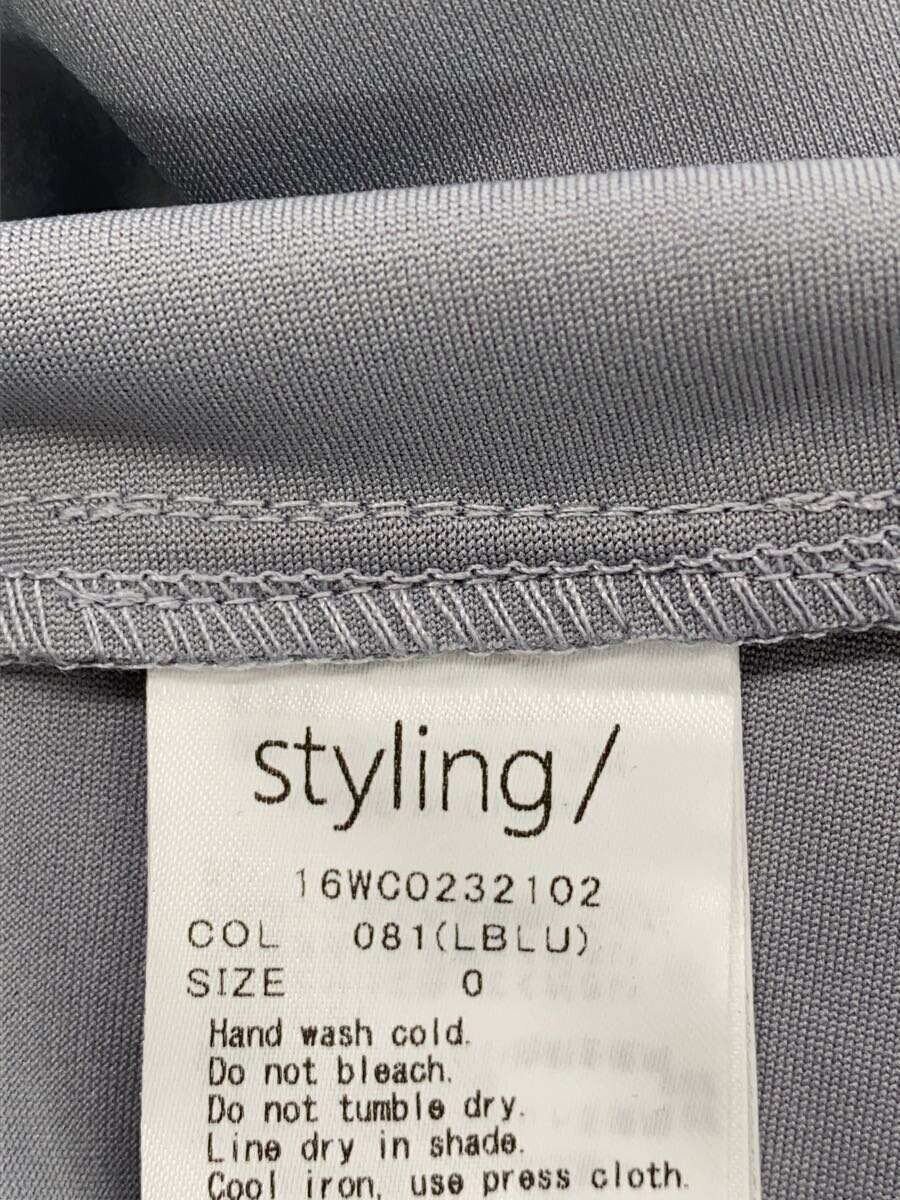 styling/
16WC0232102
COL 081(LBLU)
SIZE 0
Hand wash cold.
Do not bleach.
Do not tumble dry.
Line dry in shade.
Cool iron, use press cloth.